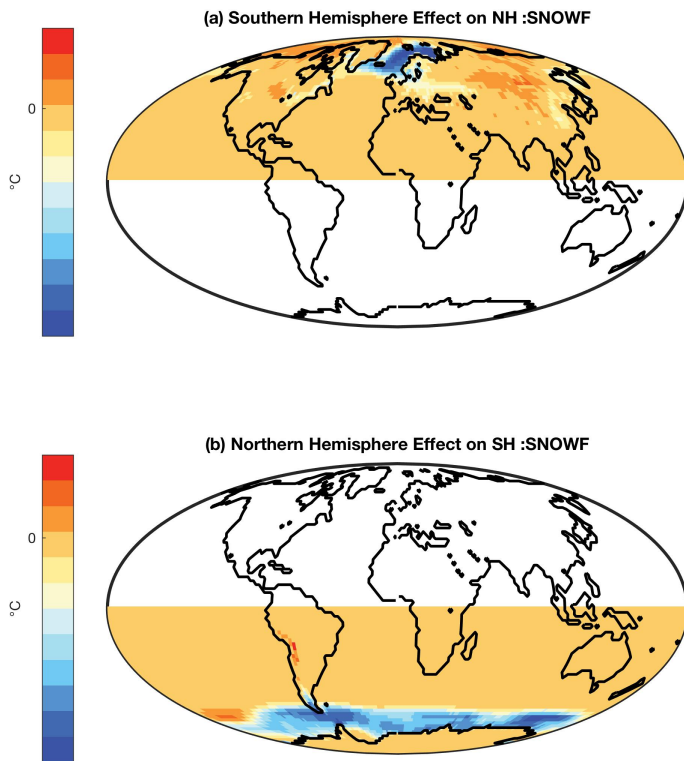 (a) Southern Hemisphere Effect on NH :SNOWF
0
°C
(b) Northern Hemisphere Effect on SH :SNOWF
0
°C